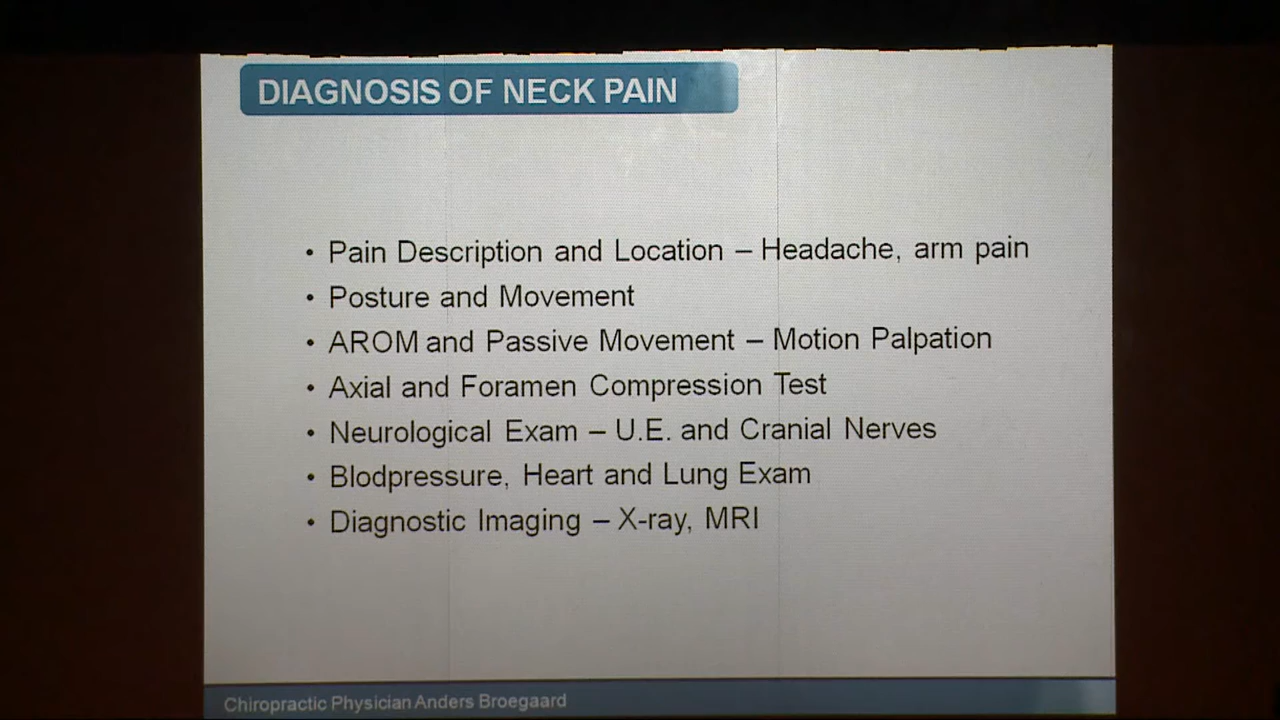 DIAGNOSIS OF NECK PAIN
• Pain Description and Location – Headache, arm pain
• Posture and Movement
• AROM and Passive Movement – Motion Palpation
• Axial and Foramen Compression Test
• Neurological Exam – U.E. and Cranial Nerves
• Blodpressure, Heart and Lung Exam
• Diagnostic Imaging – X-ray, MRI
Chiropractic Physician Anders Broegaard